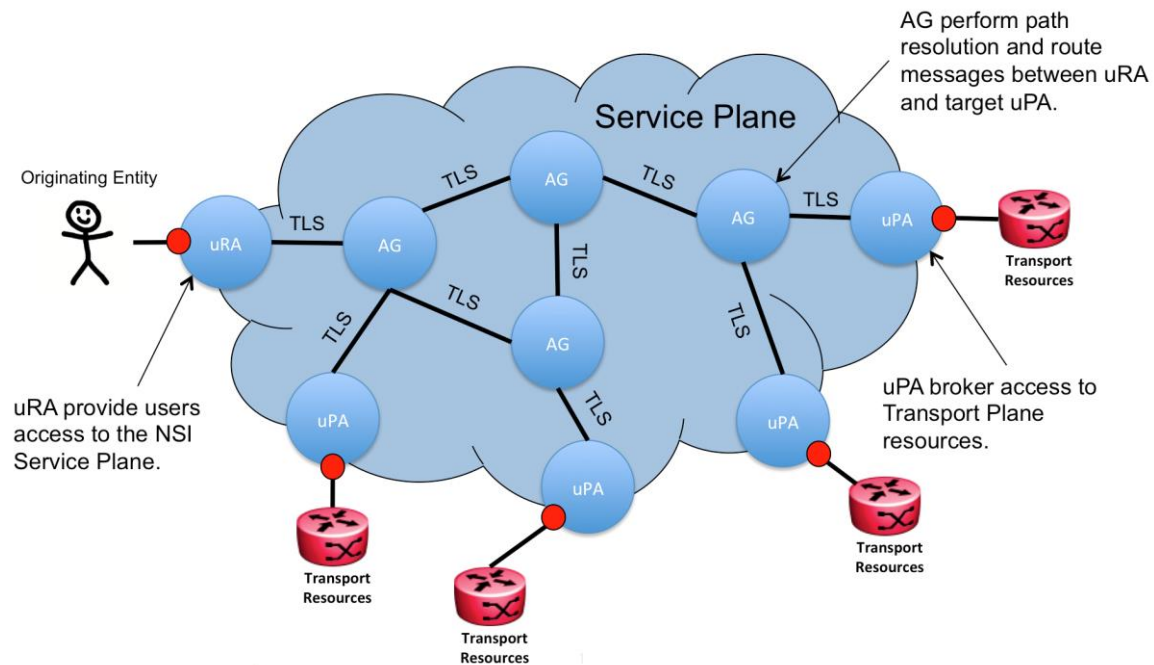 AG perform path
resolution and route
messages between uRA
and target uPA.
Service Plane
Originating Entity
uRA
TLS
AG
TLS
AG
TLS
AG
TLS
uPA
Transport
Resources
TLS
TLS
TLS
AG
TLS
TLS
uPA
uPA
uPA
uRA provide users
access to the NSI
Service Plane.
uPA broker access to
Transport Plane
resources.
Transport
Resources
Transport
Resources
Transport
Resources